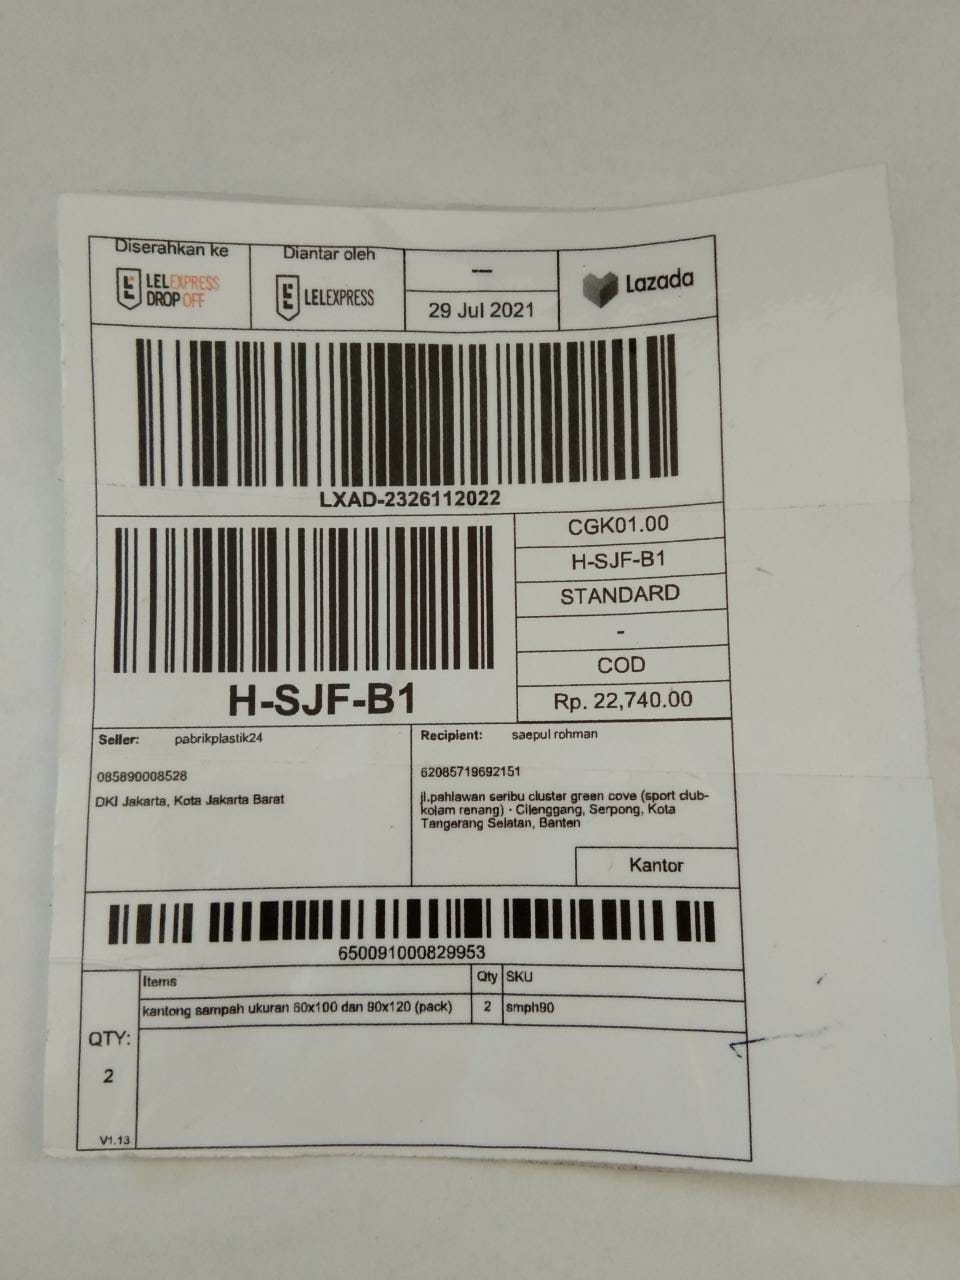 Diserahkan ke
LELEXPRESS
DROP OFF
Diantar oleh
LELEXPRESS
---
29 Jul 2021
Lazada
LXAD-2326112022
H-SJF-B1
CGK01.00
H-SJF-B1
STANDARD
-
COD
Rp. 22,740.00
Seller: pabrikplastik24
085890008528
DKI Jakarta, Kota Jakarta Barat
Recipient: saepul rohman
62085719692151
jl.pahlawan seribu cluster green cove (sport club-
kolam renang) - Cilenggang, Serpong, Kota
Tangerang Selatan, Banten
Kantor
650091000829953
Items Qty SKU
kantong sampah ukuran 60x100 dan 90x120 (pack) 2 smph90
QTY:
2
V1.13